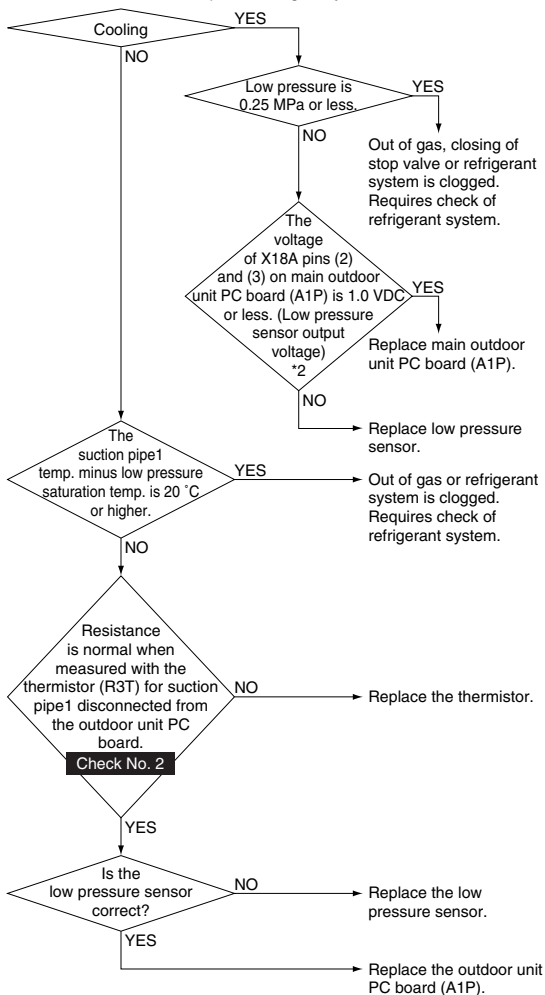 Cooling
YES
NO
Low pressure is
0.25 MPa or less.
YES
NO
Out of gas, closing of
stop valve or refrigerant
system is clogged.
Requires check of
refrigerant system.
The
voltage
of X18A pins (2)
and (3) on main outdoor
unit PC board (A1P) is 1.0 VDC
or less. (Low pressure
sensor output
voltage)
*2
YES
NO
Replace main outdoor
unit PC board (A1P).
Replace low pressure
sensor.
The
suction pipe1
temp. minus low pressure
saturation temp. is 20 ˚C
or higher.
YES
NO
Out of gas or refrigerant
system is clogged.
Requires check of
refrigerant system.
Resistance
is normal when
measured with the
thermistor (R3T) for suction
pipe1 disconnected from
the outdoor unit PC
board.
Check No. 2
NO
YES
Replace the thermistor.
Is the
low pressure sensor
correct?
NO
YES
Replace the low
pressure sensor.
Replace the outdoor unit
PC board (A1P).